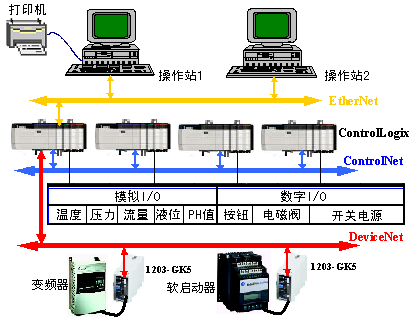 打印机
操作站1
操作站2
EtherNet
ControlLogix
ControlNet
模拟I/O 数字I/O
温度 压力 流量 液位 PH值 按钮 电磁阀 开关电源
DeviceNet
变频器
1203-GK5
软启动器
1203-GK5